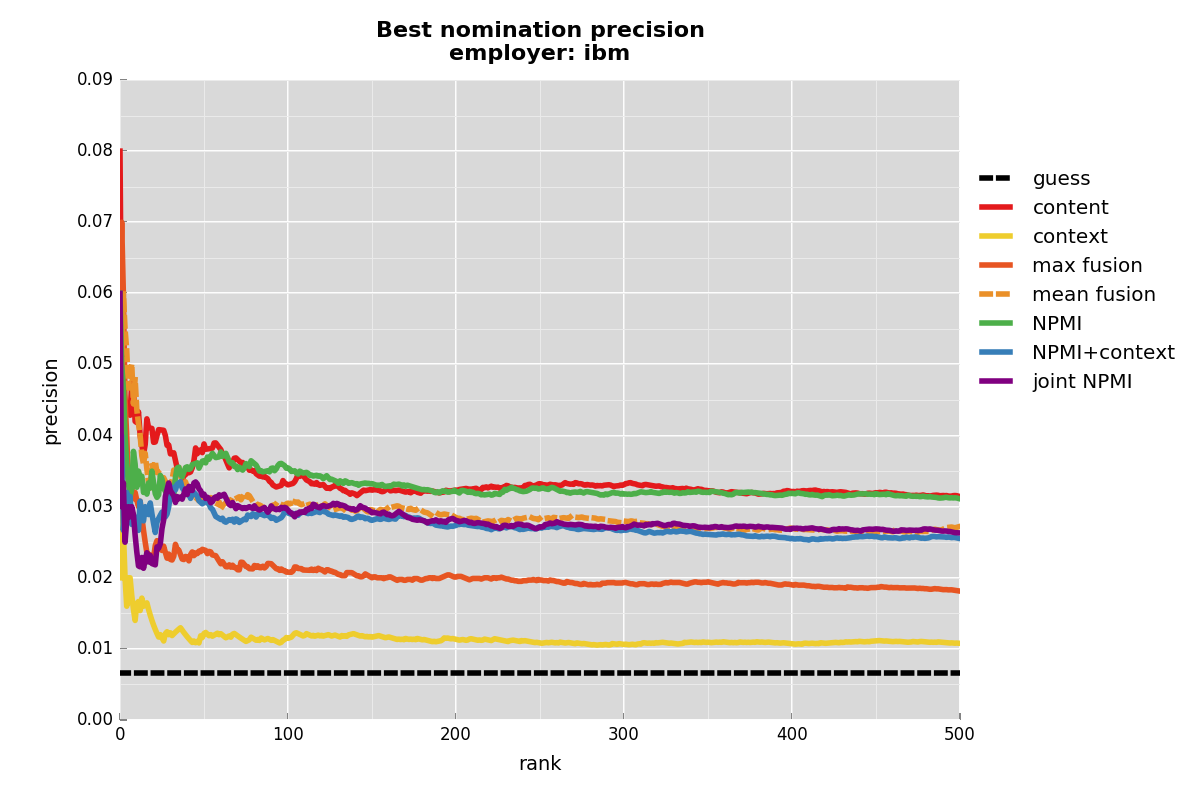 Best nomination precision
employer: ibm
0.09
0.08
0.07
0.06
0.05
0.04
0.03
0.02
0.01
0.00
precision
0
100
200
300
400
500
rank
guess
content
context
max fusion
mean fusion
NPMI
NPMI+context
joint NPMI